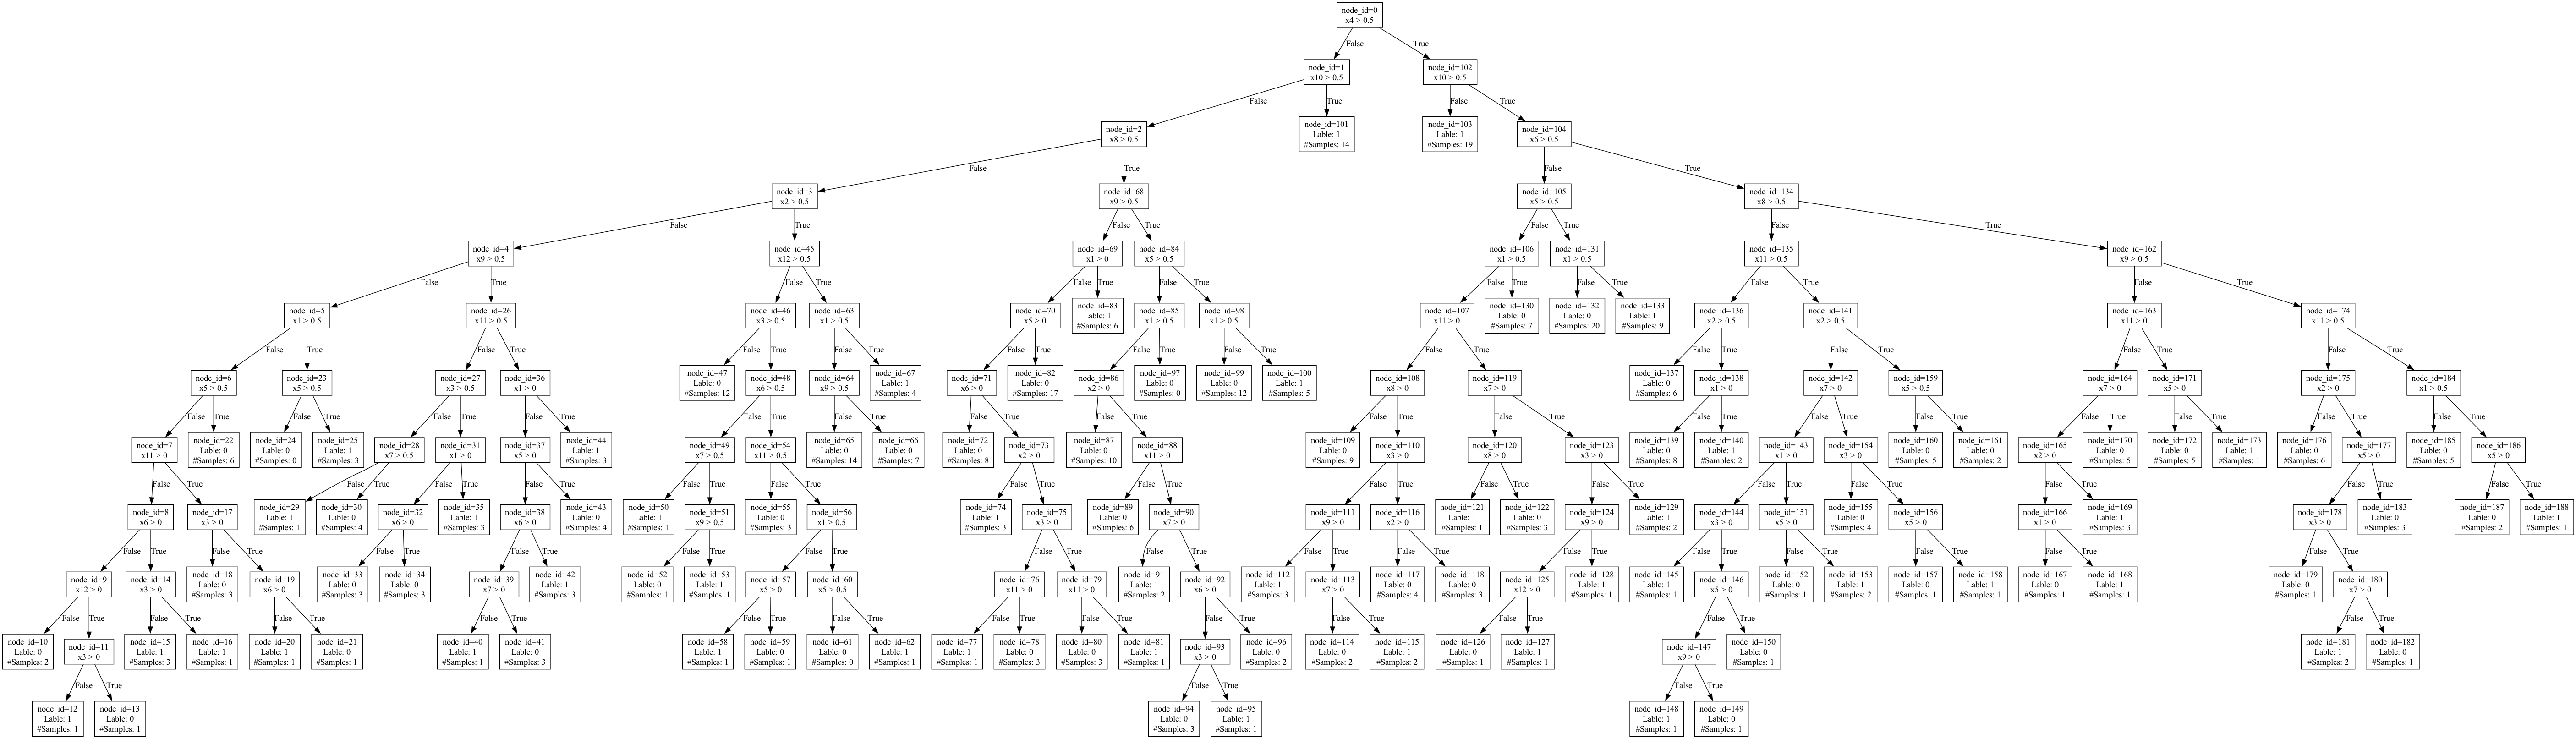 node_id=0
x4 > 0.5
False
True
node_id=1
x10 > 0.5
node_id=102
x10 > 0.5
False
True
False
True
node_id=2
x8 > 0.5
node_id=101
Lable: 1
#Samples: 14
node_id=103
Lable: 1
#Samples: 19
node_id=104
x6 > 0.5
False
True
False
True
node_id=3
x2 > 0.5
node_id=68
x9 > 0.5
node_id=105
x5 > 0.5
node_id=134
x8 > 0.5
False
True
False
True
False
True
False
True
node_id=4
x9 > 0.5
node_id=45
x12 > 0.5
node_id=69
x1 > 0
node_id=84
x5 > 0.5
node_id=106
x1 > 0.5
node_id=131
x1 > 0.5
node_id=135
x11 > 0.5
node_id=162
x9 > 0.5
False
True
False
True
False
True
False
True
False
True
False
True
False
True
False
True
node_id=5
x1 > 0.5
node_id=26
x11 > 0.5
node_id=46
x3 > 0.5
node_id=63
x1 > 0.5
node_id=70
x5 > 0
node_id=83
Lable: 1
#Samples: 6
node_id=85
x1 > 0.5
node_id=98
x1 > 0.5
node_id=107
x11 > 0
node_id=130
Lable: 0
#Samples: 7
node_id=132
Lable: 0
#Samples: 20
node_id=133
Lable: 1
#Samples: 9
node_id=136
x2 > 0.5
node_id=141
x2 > 0.5
node_id=163
x11 > 0
node_id=174
x11 > 0.5
False
True
False
True
False
True
False
True
False
True
False
True
False
True
False
True
False
True
False
True
False
True
False
True
node_id=6
x5 > 0.5
node_id=23
x5 > 0.5
node_id=27
x3 > 0.5
node_id=36
x1 > 0
node_id=47
Lable: 0
#Samples: 12
node_id=48
x6 > 0.5
node_id=64
x9 > 0.5
node_id=67
Lable: 1
#Samples: 4
node_id=71
x6 > 0
node_id=82
Lable: 0
#Samples: 17
node_id=86
x2 > 0
node_id=97
Lable: 0
#Samples: 0
node_id=99
Lable: 0
#Samples: 12
node_id=100
Lable: 1
#Samples: 5
node_id=108
x8 > 0
node_id=119
x7 > 0
node_id=137
Lable: 0
#Samples: 6
node_id=138
x1 > 0
node_id=142
x7 > 0
node_id=159
x5 > 0.5
node_id=164
x7 > 0
node_id=171
x5 > 0
node_id=175
x2 > 0
node_id=184
x1 > 0.5
False
True
False
True
False
True
False
True
False
True
False
True
False
True
False
True
False
True
False
True
False
True
False
True
False
True
False
True
False
True
False
True
False
True
node_id=7
x11 > 0
node_id=22
Lable: 0
#Samples: 6
node_id=24
Lable: 0
#Samples: 0
node_id=25
Lable: 1
#Samples: 3
node_id=28
x7 > 0.5
node_id=31
x1 > 0
node_id=37
x5 > 0
node_id=44
Lable: 1
#Samples: 3
node_id=49
x7 > 0.5
node_id=54
x11 > 0.5
node_id=65
Lable: 0
#Samples: 14
node_id=66
Lable: 0
#Samples: 7
node_id=72
Lable: 0
#Samples: 8
node_id=73
x2 > 0
node_id=87
Lable: 0
#Samples: 10
node_id=88
x11 > 0
node_id=109
Lable: 0
#Samples: 9
node_id=110
x3 > 0
node_id=120
x8 > 0
node_id=123
x3 > 0
node_id=139
Lable: 0
#Samples: 8
node_id=140
Lable: 1
#Samples: 2
node_id=143
x1 > 0
node_id=154
x3 > 0
node_id=160
Lable: 0
#Samples: 5
node_id=161
Lable: 0
#Samples: 2
node_id=165
x2 > 0
node_id=170
Lable: 0
#Samples: 5
node_id=172
Lable: 0
#Samples: 5
node_id=173
Lable: 1
#Samples: 1
node_id=176
Lable: 0
#Samples: 6
node_id=177
x5 > 0
node_id=185
Lable: 0
#Samples: 5
node_id=186
x5 > 0
False
True
False
True
False
True
False
True
False
True
False
True
False
True
False
True
False
True
False
True
False
True
False
True
False
True
False
True
False
True
False
True
node_id=8
x6 > 0
node_id=17
x3 > 0
node_id=29
Lable: 1
#Samples: 1
node_id=30
Lable: 0
#Samples: 4
node_id=32
x6 > 0
node_id=35
Lable: 1
#Samples: 3
node_id=38
x6 > 0
node_id=43
Lable: 0
#Samples: 4
node_id=50
Lable: 1
#Samples: 1
node_id=51
x9 > 0.5
node_id=55
Lable: 0
#Samples: 3
node_id=56
x1 > 0.5
node_id=74
Lable: 1
#Samples: 3
node_id=75
x3 > 0
node_id=89
Lable: 0
#Samples: 6
node_id=90
x7 > 0
node_id=111
x9 > 0
node_id=116
x2 > 0
node_id=121
Lable: 1
#Samples: 1
node_id=122
Lable: 0
#Samples: 3
node_id=124
x9 > 0
node_id=129
Lable: 1
#Samples: 2
node_id=144
x3 > 0
node_id=151
x5 > 0
node_id=155
Lable: 0
#Samples: 4
node_id=156
x5 > 0
node_id=166
x1 > 0
node_id=169
Lable: 1
#Samples: 3
node_id=178
x3 > 0
node_id=183
Lable: 0
#Samples: 3
node_id=187
Lable: 0
#Samples: 2
node_id=188
Lable: 1
#Samples: 1
False
True
False
True
False
True
False
True
False
True
False
True
False
True
False
True
False
True
False
True
False
True
False
True
False
True
False
True
False
True
False
True
node_id=9
x12 > 0
node_id=14
x3 > 0
node_id=18
Lable: 0
#Samples: 3
node_id=19
x6 > 0
node_id=33
Lable: 0
#Samples: 3
node_id=34
Lable: 0
#Samples: 3
node_id=39
x7 > 0
node_id=42
Lable: 1
#Samples: 3
node_id=52
Lable: 0
#Samples: 1
node_id=53
Lable: 1
#Samples: 1
node_id=57
x5 > 0
node_id=60
x5 > 0.5
node_id=76
x11 > 0
node_id=79
x11 > 0
node_id=91
Lable: 1
#Samples: 2
node_id=92
x6 > 0
node_id=112
Lable: 1
#Samples: 3
node_id=113
x7 > 0
node_id=117
Lable: 0
#Samples: 4
node_id=118
Lable: 0
#Samples: 3
node_id=125
x12 > 0
node_id=128
Lable: 1
#Samples: 1
node_id=145
Lable: 1
#Samples: 1
node_id=146
x5 > 0
node_id=152
Lable: 1
#Samples: 1
node_id=153
Lable: 1
#Samples: 2
node_id=157
Lable: 0
#Samples: 1
node_id=158
Lable: 1
#Samples: 1
node_id=167
Lable: 0
#Samples: 1
node_id=168
Lable: 1
#Samples: 1
node_id=179
Lable: 0
#Samples: 1
node_id=180
x7 > 0
False
True
False
True
False
True
False
True
False
True
False
True
False
True
False
True
False
True
False
True
False
True
False
True
False
True
node_id=10
Lable: 0
#Samples: 2
node_id=11
x3 > 0
node_id=15
Lable: 1
#Samples: 3
node_id=16
Lable: 1
#Samples: 1
node_id=20
Lable: 1
#Samples: 1
node_id=21
Lable: 0
#Samples: 1
node_id=40
Lable: 1
#Samples: 1
node_id=41
Lable: 0
#Samples: 3
node_id=58
Lable: 1
#Samples: 1
node_id=59
Lable: 0
#Samples: 1
node_id=61
Lable: 0
#Samples: 0
node_id=62
Lable: 1
#Samples: 1
node_id=77
Lable: 1
#Samples: 1
node_id=78
Lable: 0
#Samples: 3
node_id=80
Lable: 0
#Samples: 3
node_id=81
Lable: 1
#Samples: 1
node_id=93
x3 > 0
node_id=96
Lable: 0
#Samples: 2
node_id=114
Lable: 0
#Samples: 2
node_id=115
Lable: 1
#Samples: 2
node_id=126
Lable: 0
#Samples: 1
node_id=127
Lable: 1
#Samples: 1
node_id=147
x9 > 0
node_id=150
Lable: 0
#Samples: 1
node_id=181
Lable: 1
#Samples: 2
node_id=182
Lable: 0
#Samples: 1
False
True
False
True
False
True
node_id=12
Lable: 1
#Samples: 1
node_id=13
Lable: 0
#Samples: 1
node_id=94
Lable: 0
#Samples: 3
node_id=95
Lable: 1
#Samples: 1
node_id=148
Lable: 1
#Samples: 1
node_id=149
Lable: 0
#Samples: 1